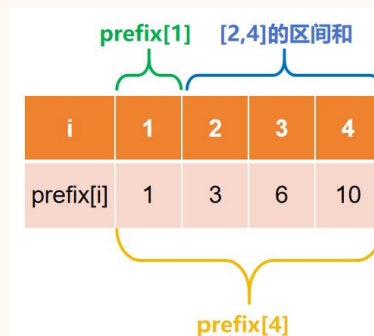 prefix[1] [2,4]的区间和
i 1 2 3 4
prefix[i] 1 3 6 10
prefix[4]